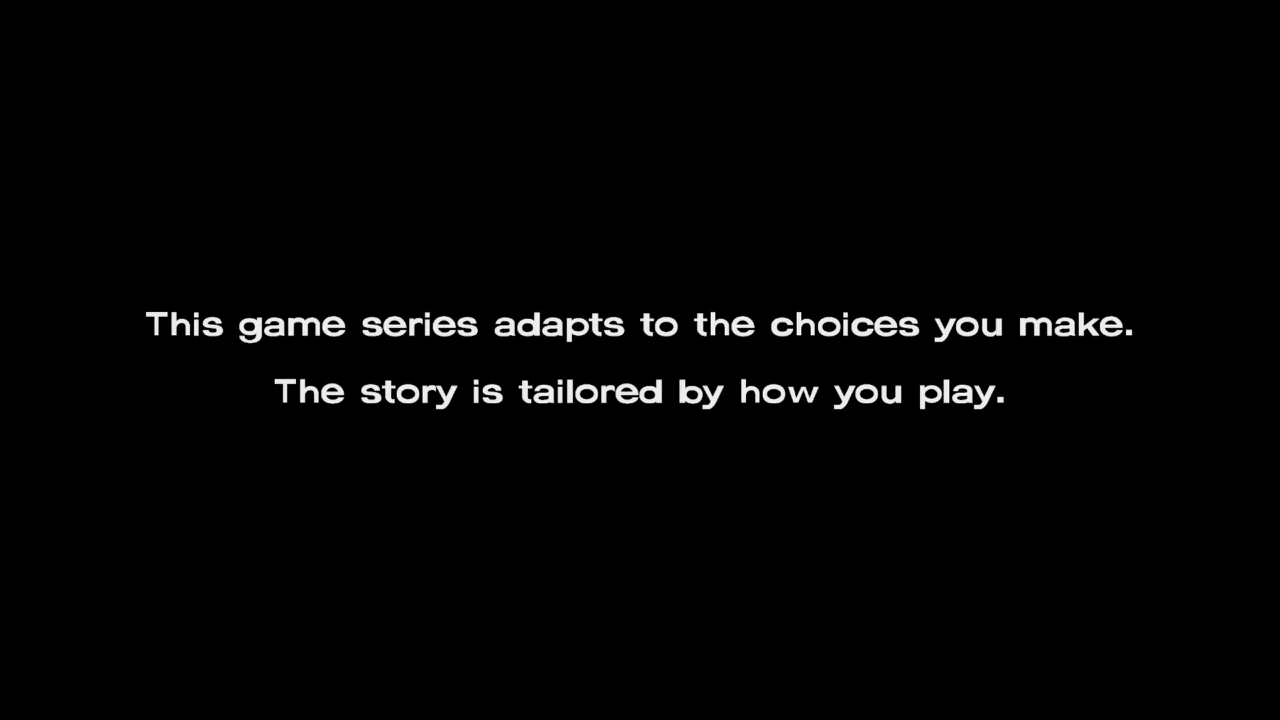 This game series adapts to the choices you make.
The story is tailored by how you play.